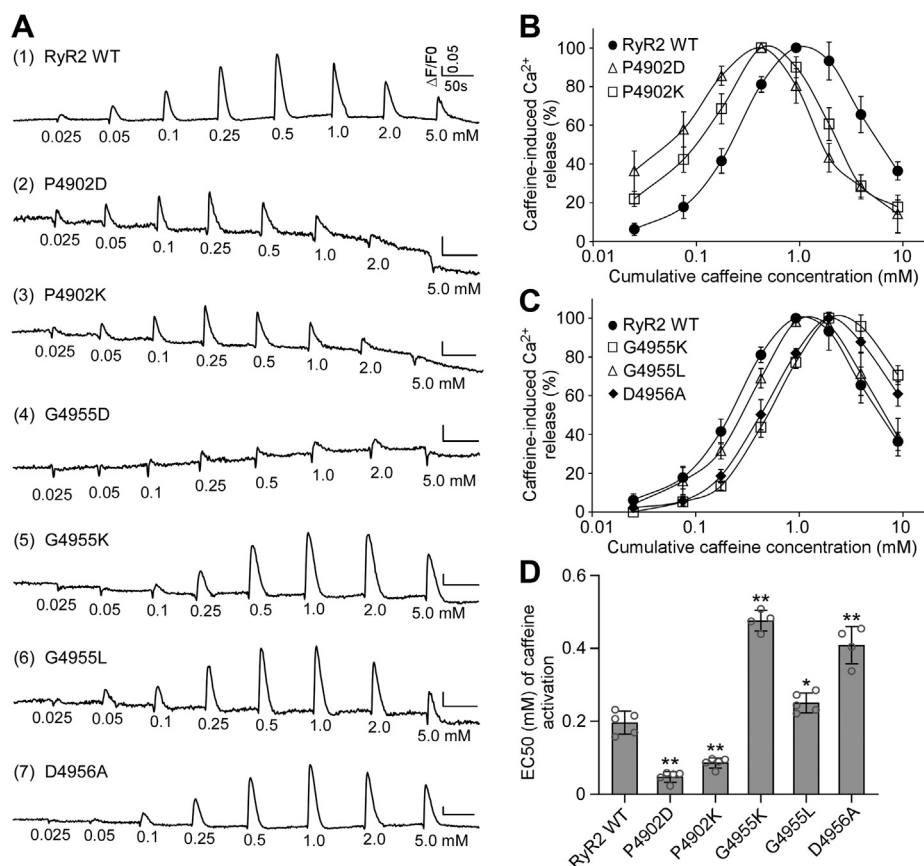 A
(1) RyR2 WT
ΔF/F0
0.05
50s
0.025 0.05 0.1 0.25 0.5 1.0 2.0 5.0 mM
(2) P4902D
0.025 0.05 0.1 0.25 0.5 1.0 2.0 5.0 mM
(3) P4902K
0.025 0.05 0.1 0.25 0.5 1.0 2.0 5.0 mM
(4) G4955D
0.025 0.05 0.1 0.25 0.5 1.0 2.0 5.0 mM
(5) G4955K
0.025 0.05 0.1 0.25 0.5 1.0 2.0 5.0 mM
(6) G4955L
0.025 0.05 0.1 0.25 0.5 1.0 2.0 5.0 mM
(7) D4956A
0.025 0.05 0.1 0.25 0.5 1.0 2.0 5.0 mM
B
Caffeine-induced Ca2+
release (%)
100
80
60
40
20
0
RyR2 WT
P4902D
P4902K
0.01 0.1 1.0 10
Cumulative caffeine concentration (mM)
C
Caffeine-induced Ca2+
release (%)
100
80
60
40
20
0
RyR2 WT
G4955K
G4955L
D4956A
0.01 0.1 1.0 10
Cumulative caffeine concentration (mM)
D
EC50 (mM) of caffeine
activation
0.6
0.4
0.2
0
** ** ** * **
RyR2 WT P4902D P4902K G4955K G4955L D4956A